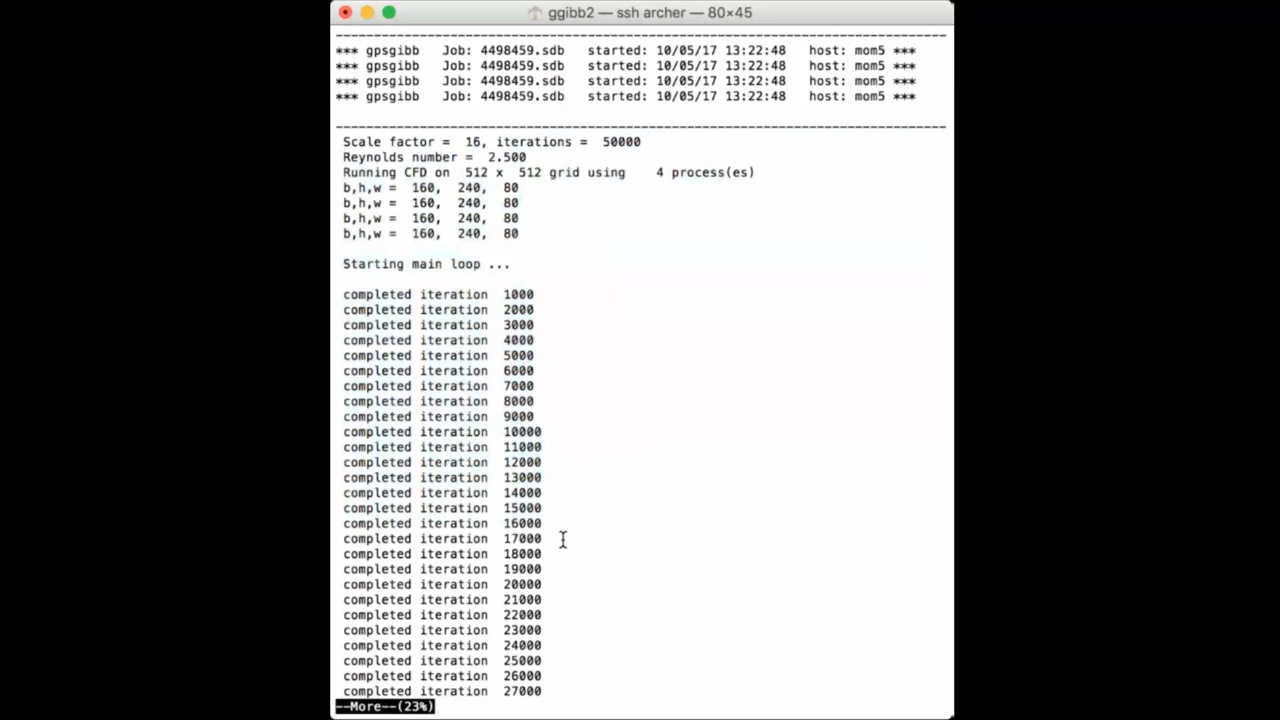 ggibb2 — ssh archer — 80×45
--------------------------------------------------------------------------------
*** gpsgibb   Job: 4498459.sdb   started: 10/05/17 13:22:48   host: mom5 ***
*** gpsgibb   Job: 4498459.sdb   started: 10/05/17 13:22:48   host: mom5 ***
*** gpsgibb   Job: 4498459.sdb   started: 10/05/17 13:22:48   host: mom5 ***
*** gpsgibb   Job: 4498459.sdb   started: 10/05/17 13:22:48   host: mom5 ***
--------------------------------------------------------------------------------
Scale factor =  16, iterations =  50000
Reynolds number =  2.500
Running CFD on  512 x  512 grid using    4 process(es)
b,h,w =  160,  240,  80
b,h,w =  160,  240,  80
b,h,w =  160,  240,  80
b,h,w =  160,  240,  80
Starting main loop ...
completed iteration  1000
completed iteration  2000
completed iteration  3000
completed iteration  4000
completed iteration  5000
completed iteration  6000
completed iteration  7000
completed iteration  8000
completed iteration  9000
completed iteration  10000
completed iteration  11000
completed iteration  12000
completed iteration  13000
completed iteration  14000
completed iteration  15000
completed iteration  16000
completed iteration  17000
completed iteration  18000
completed iteration  19000
completed iteration  20000
completed iteration  21000
completed iteration  22000
completed iteration  23000
completed iteration  24000
completed iteration  25000
completed iteration  26000
completed iteration  27000
--More--(23%)